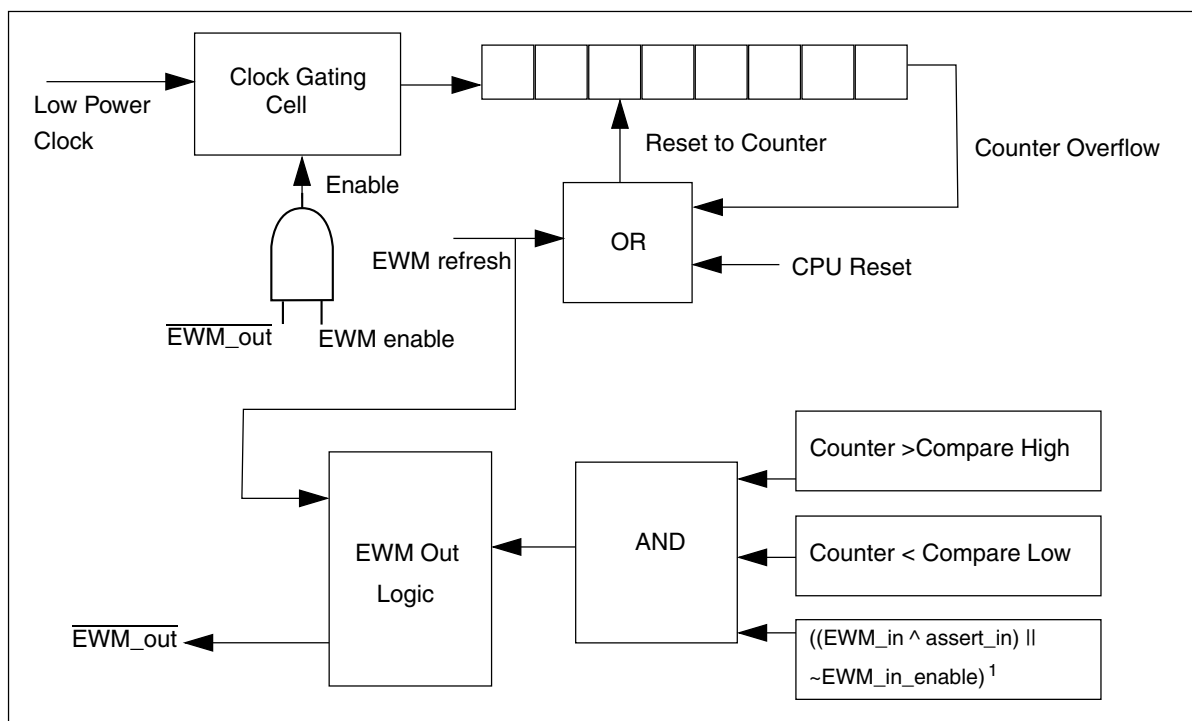 Clock Gating
Cell
Low Power
Clock
Enable
EWM_out
EWM enable
Reset to Counter
Counter Overflow
OR
EWM refresh
CPU Reset
Counter >Compare High
Counter < Compare Low
((EWM_in ^ assert_in) ||
~EWM_in_enable) 1
AND
EWM Out
Logic
EWM_out